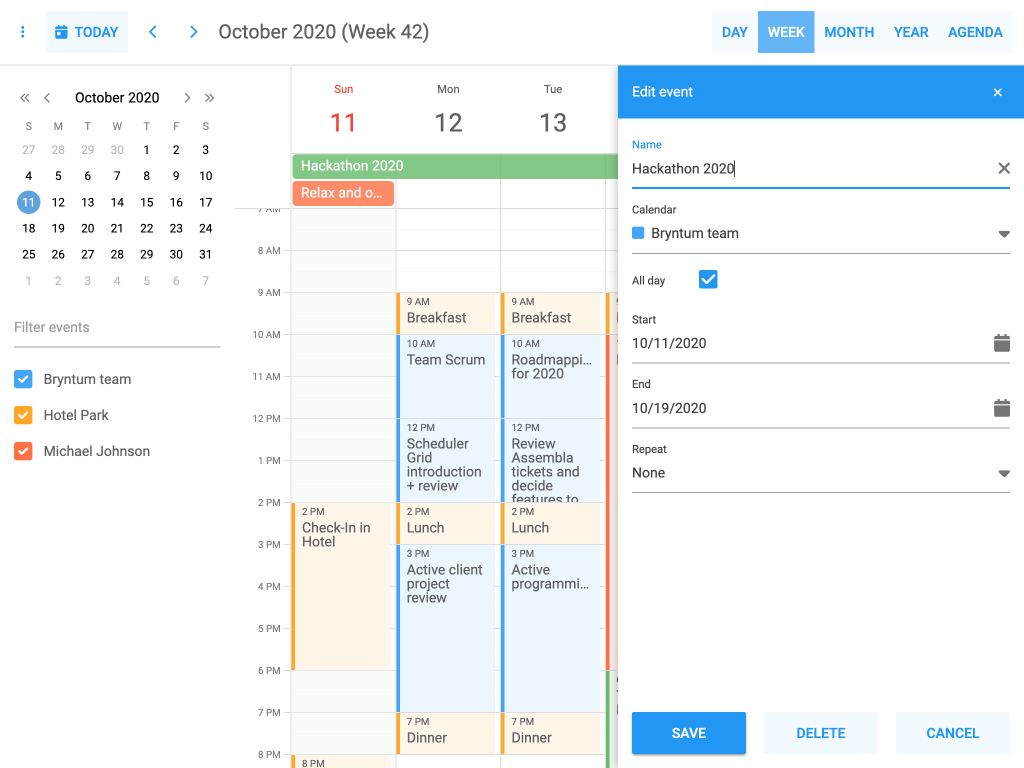 TODAY
October 2020 (Week 42)
DAY
WEEK
MONTH
YEAR
AGENDA
October 2020
S M T W T F S
27 28 29 30 1 2 3
4 5 6 7 8 9 10
11 12 13 14 15 16 17
18 19 20 21 22 23 24
25 26 27 28 29 30 31
1 2 3 4 5 6 7
Filter events
Bryntum team
Hotel Park
Michael Johnson
Sun
11
Mon
12
Tue
13
Hackathon 2020
Relax and o...
7 AM
8 AM
9 AM
10 AM
11 AM
12 PM
1 PM
2 PM
3 PM
4 PM
5 PM
6 PM
7 PM
8 PM
2 PM
Check-In in
Hotel
8 PM
9 AM
Breakfast
10 AM
Team Scrum
12 PM
Scheduler
Grid
introduction
+ review
2 PM
Lunch
3 PM
Active client
project
review
7 PM
Dinner
9 AM
Breakfast
10 AM
Roadmappi...
for 2020
12 PM
Review
Assembla
tickets and
decide
features to
2 PM
Lunch
3 PM
Active
programmi...
7 PM
Dinner
Edit event
Name
Hackathon 2020
Calendar
Bryntum team
All day
Start
10/11/2020
End
10/19/2020
Repeat
None
SAVE
DELETE
CANCEL